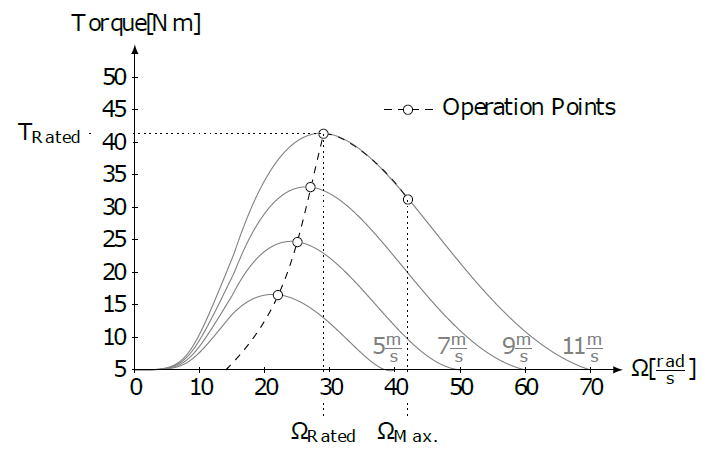 Torque[Nm]
50
45
Operation Points
T_Rated
40
35
30
25
20
15
10
5 m/s
7 m/s
9 m/s
11 m/s
5
Ω[rad/s]
0 10 20 30 40 50 60 70
Ω_Rated Ω_Max.